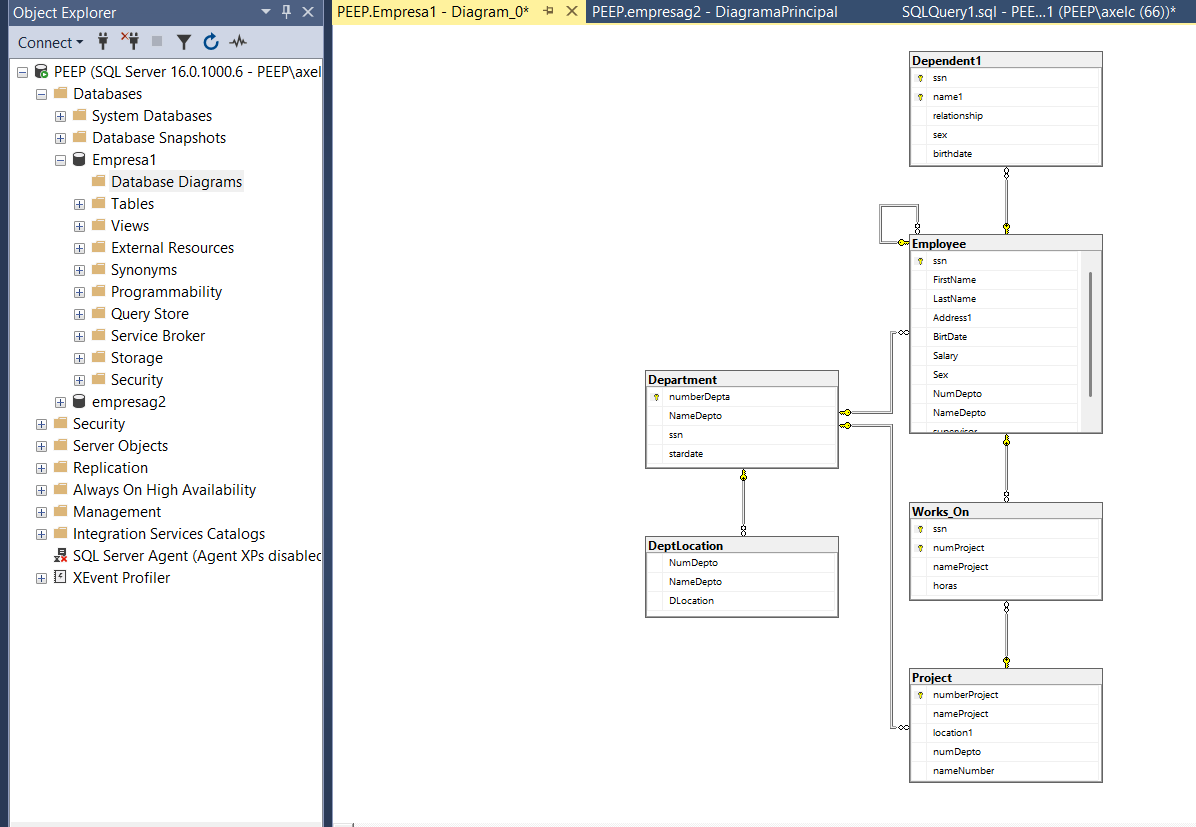 Object Explorer
Connect
PEEP (SQL Server 16.0.1000.6 - PEEP\axel
Databases
System Databases
Database Snapshots
Empresa1
Database Diagrams
Tables
Views
External Resources
Synonyms
Programmability
Query Store
Service Broker
Storage
Security
empresag2
Security
Server Objects
Replication
Always On High Availability
Management
Integration Services Catalogs
SQL Server Agent (Agent XPs disabled
XEvent Profiler
PEEP.Empresa1 - Diagram_0*
PEEP.empresag2 - DiagramaPrincipal
SQLQuery1.sql - PEE...1 (PEEP\axelc (66))*
Dependent1
ssn
name1
relationship
sex
birthdate
Employee
ssn
FirstName
LastName
Address1
BirtDate
Salary
Sex
NumDepto
NameDepto
supervisor
Department
numberDepta
NameDepto
ssn
stardate
DeptLocation
NumDepto
NameDepto
DLocation
Works_On
ssn
numProject
nameProject
horas
Project
numberProject
nameProject
location1
numDepto
nameNumber